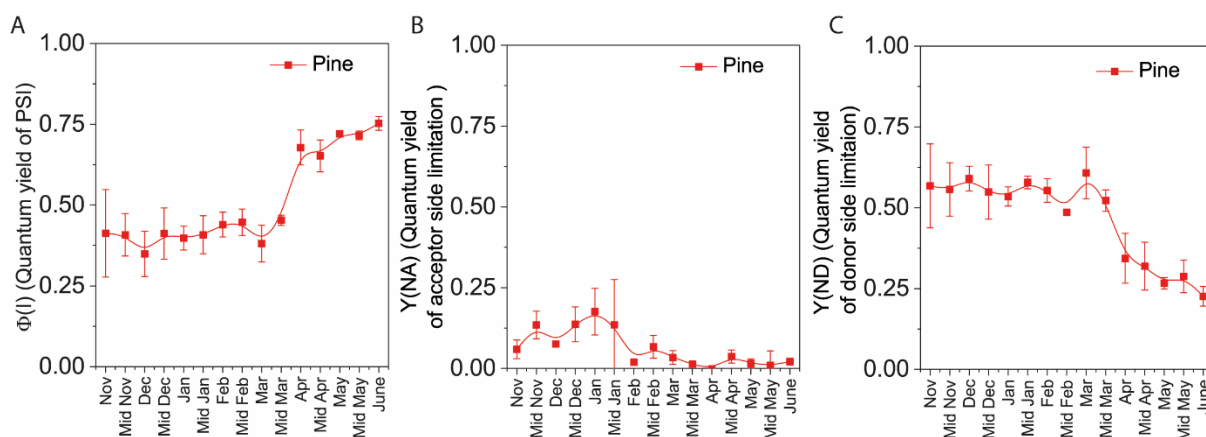 A
1.00
0.75
0.50
0.25
0.00
Φ(I) (Quantum yield of PSI)
Pine
Nov
Mid Nov
Dec
Mid Dec
Jan
Mid Jan
Feb
Mid Feb
Mar
Mid Mar
Apr
Mid Apr
May
Mid May
June
B
1.00
0.75
0.50
0.25
0.00
Y(NA) (Quantum yield
of acceptor side limitation )
Pine
Nov
Mid Nov
Dec
Mid Dec
Jan
Mid Jan
Feb
Mid Feb
Mar
Mid Mar
Apr
Mid Apr
May
Mid May
June
C
1.00
0.75
0.50
0.25
0.00
Y(ND) (Quantum yield
of donor side limitaion)
Pine
Nov
Mid Nov
Dec
Mid Dec
Jan
Mid Jan
Feb
Mid Feb
Mar
Mid Mar
Apr
Mid Apr
May
Mid May
June